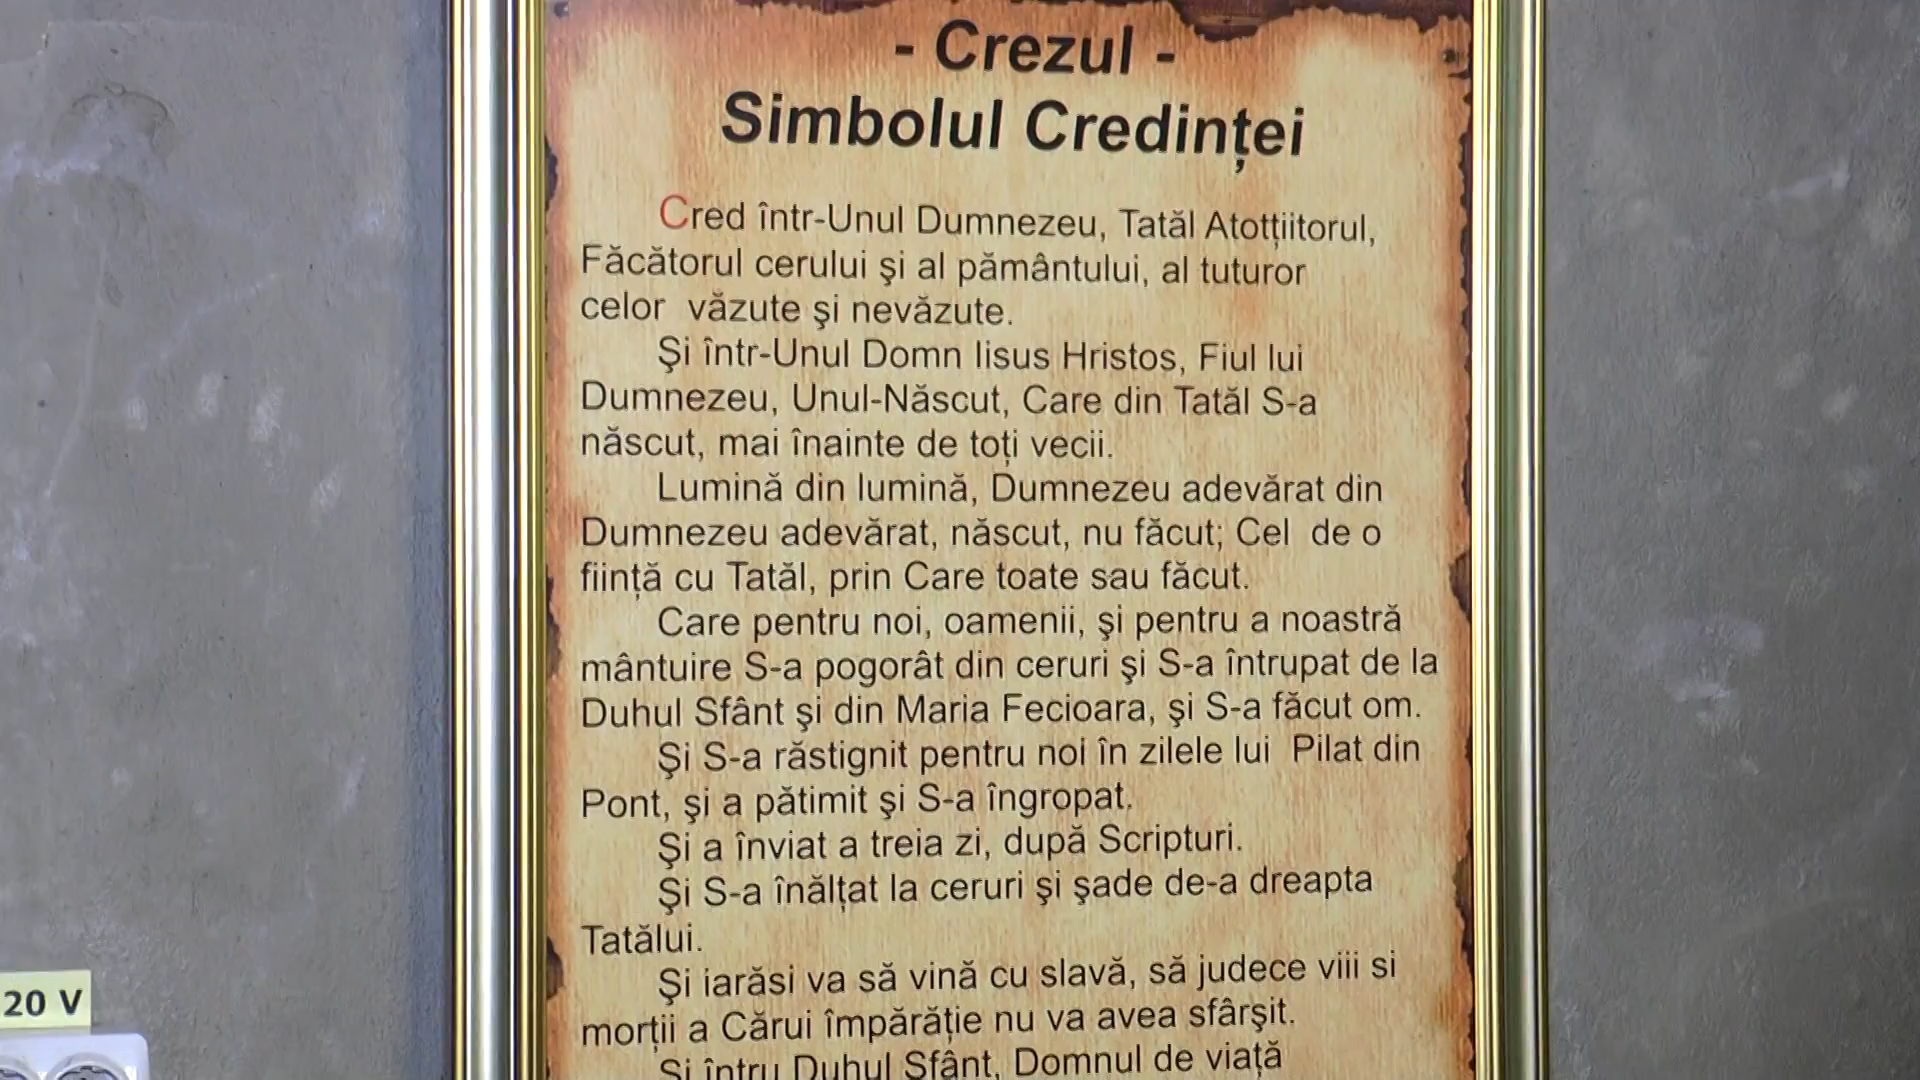 - Crezul -
Simbolul Credinței
Cred într-Unul Dumnezeu, Tatăl Atotțiitorul,
Făcătorul cerului şi al pământului, al tuturor
celor văzute şi nevăzute.
Şi într-Unul Domn Iisus Hristos, Fiul lui
Dumnezeu, Unul-Născut, Care din Tatăl S-a
născut, mai înainte de toți vecii.
Lumină din lumină, Dumnezeu adevărat din
Dumnezeu adevărat, născut, nu făcut; Cel de o
ființă cu Tatăl, prin Care toate sau făcut.
Care pentru noi, oamenii, şi pentru a noastră
mântuire S-a pogorât din ceruri şi S-a întrupat de la
Duhul Sfânt şi din Maria Fecioara, şi S-a făcut om.
Şi S-a răstignit pentru noi în zilele lui Pilat din
Pont, şi a pătimit şi S-a îngropat.
Şi a înviat a treia zi, după Scripturi.
Şi S-a înălțat la ceruri şi şade de-a dreapta
Tatălui.
Şi iarăsi va să vină cu slavă, să judece viii si
morții a Cărui împărăție nu va avea sfârşit.
Şi întru Duhul Sfânt, Domnul de viață
20 V